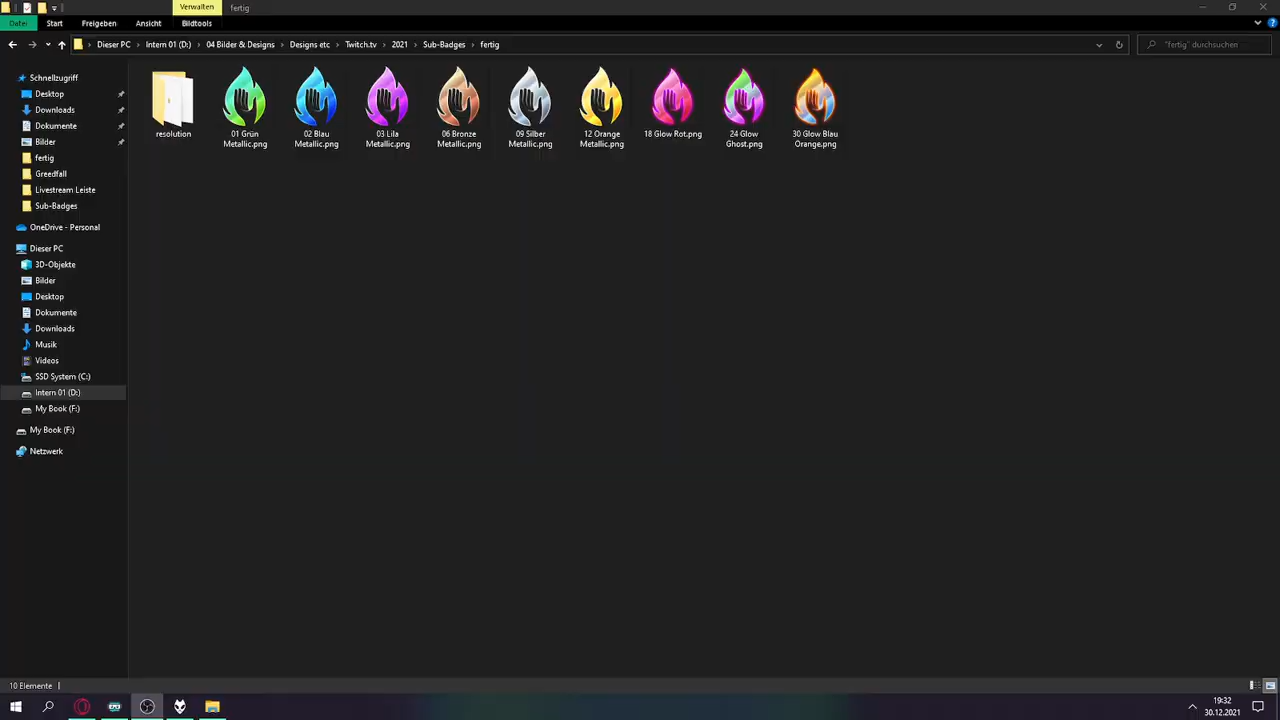 Verwalten
fertig
Datei
Start
Freigeben
Ansicht
Bildtools
Dieser PC
Intern 01 (D:)
04 Bilder & Designs
Designs etc
Twitch.tv
2021
Sub-Badges
fertig
"fertig" durchsuchen
Schnellzugriff
Desktop
Downloads
Dokumente
Bilder
fertig
Greedfall
Livestream Leiste
Sub-Badges
OneDrive - Personal
Dieser PC
3D-Objekte
Bilder
Desktop
Dokumente
Downloads
Musik
Videos
SSD System (C:)
Intern 01 (D:)
My Book (F:)
My Book (F:)
Netzwerk
resolution
01 Grün
Metallic.png
02 Blau
Metallic.png
03 Lila
Metallic.png
06 Bronze
Metallic.png
09 Silber
Metallic.png
12 Orange
Metallic.png
18 Glow Rot.png
24 Glow
Ghost.png
30 Glow Blau
Orange.png
10 Elemente
19:32
30.12.2021